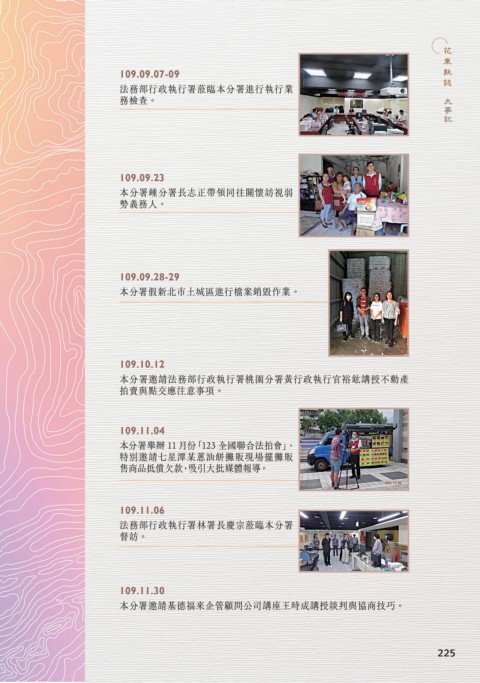 花東執誌 大事記
109.09.07-09
法務部行政執行署蒞臨本分署進行執行業
務檢查。
109.09.23
本分署鍾分署長志正帶領同往關懷訪視弱
勢義務人。
109.09.28-29
本分署假新北市土城區進行檔案銷毀作業。
109.10.12
本分署邀請法務部行政執行署桃園分署黃行政執行官裕紘講授不動產
拍賣與點交應注意事項。
109.11.04
本分署舉辦 11 月份「123 全國聯合法拍會」,
特別邀請七星潭某蔥油餅攤販現場擺攤販
售商品抵償欠款,吸引大批媒體報導。
109.11.06
法務部行政執行署林署長慶宗蒞臨本分署
督訪。
109.11.30
本分署邀請基德福來企管顧問公司講座王時成講授談判與協商技巧。
225